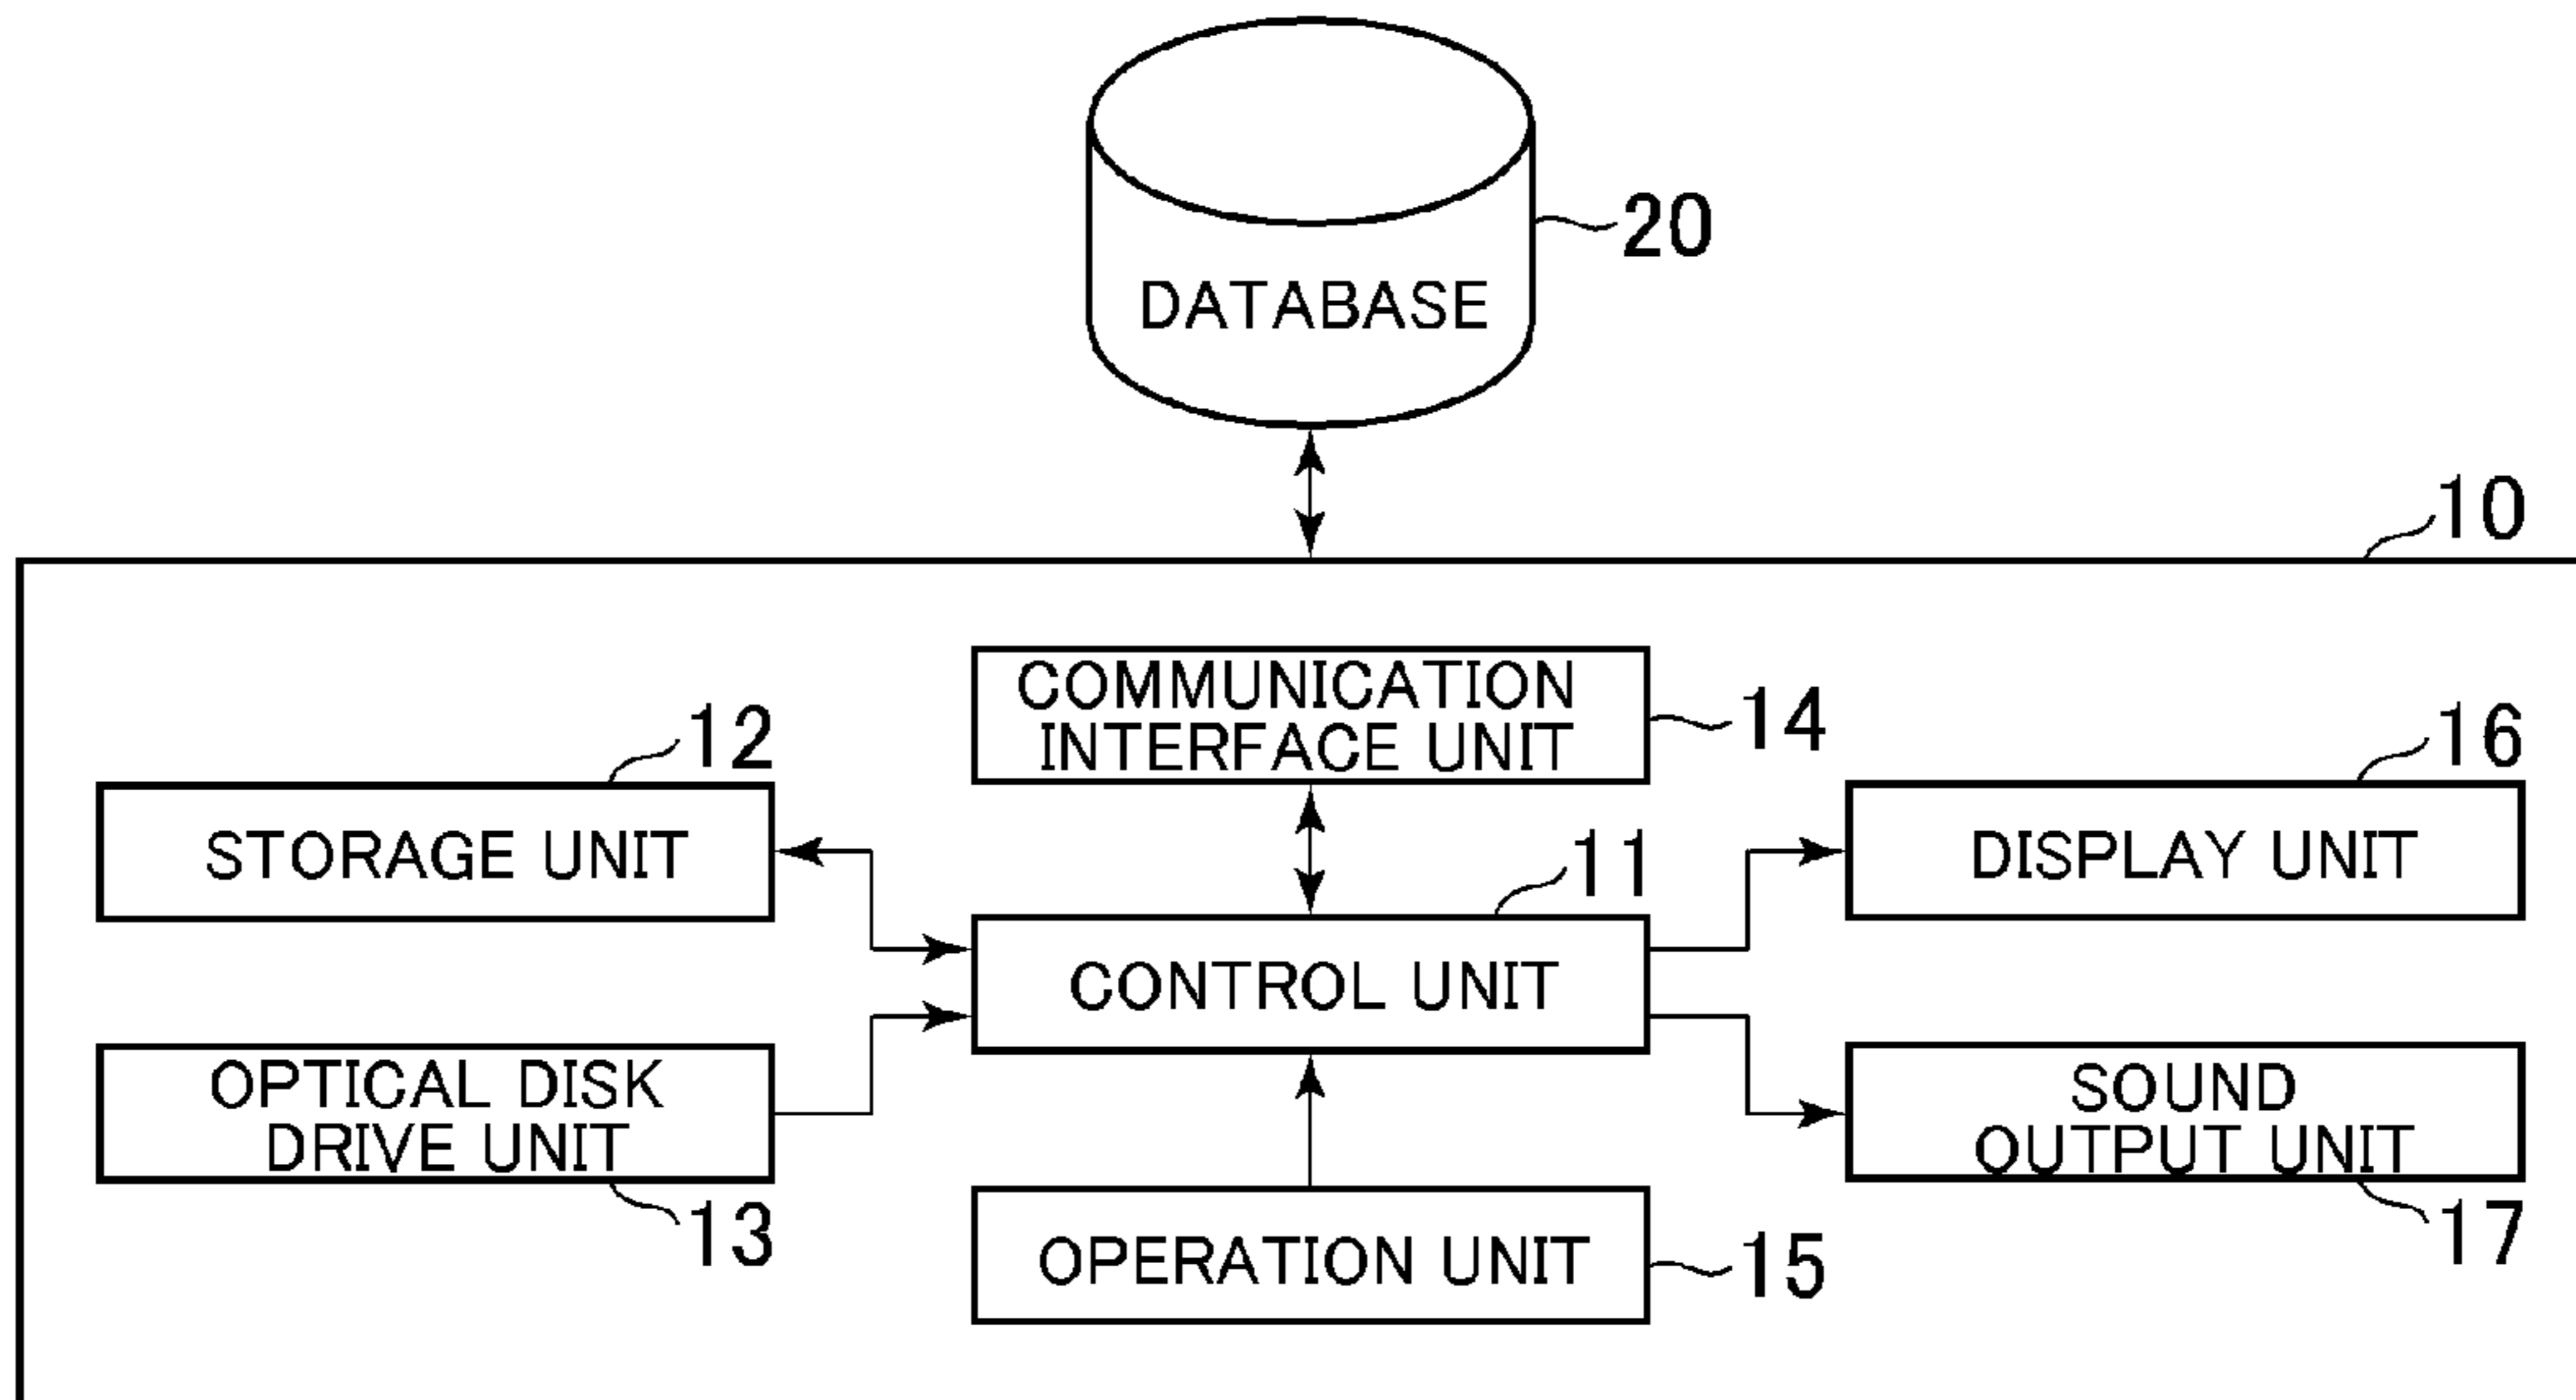 20
DATABASE
10
COMMUNICATION
INTERFACE UNIT
14
12
16
STORAGE UNIT
DISPLAY UNIT
11
CONTROL UNIT
OPTICAL DISK
DRIVE UNIT
SOUND
OUTPUT UNIT
13
17
OPERATION UNIT
15